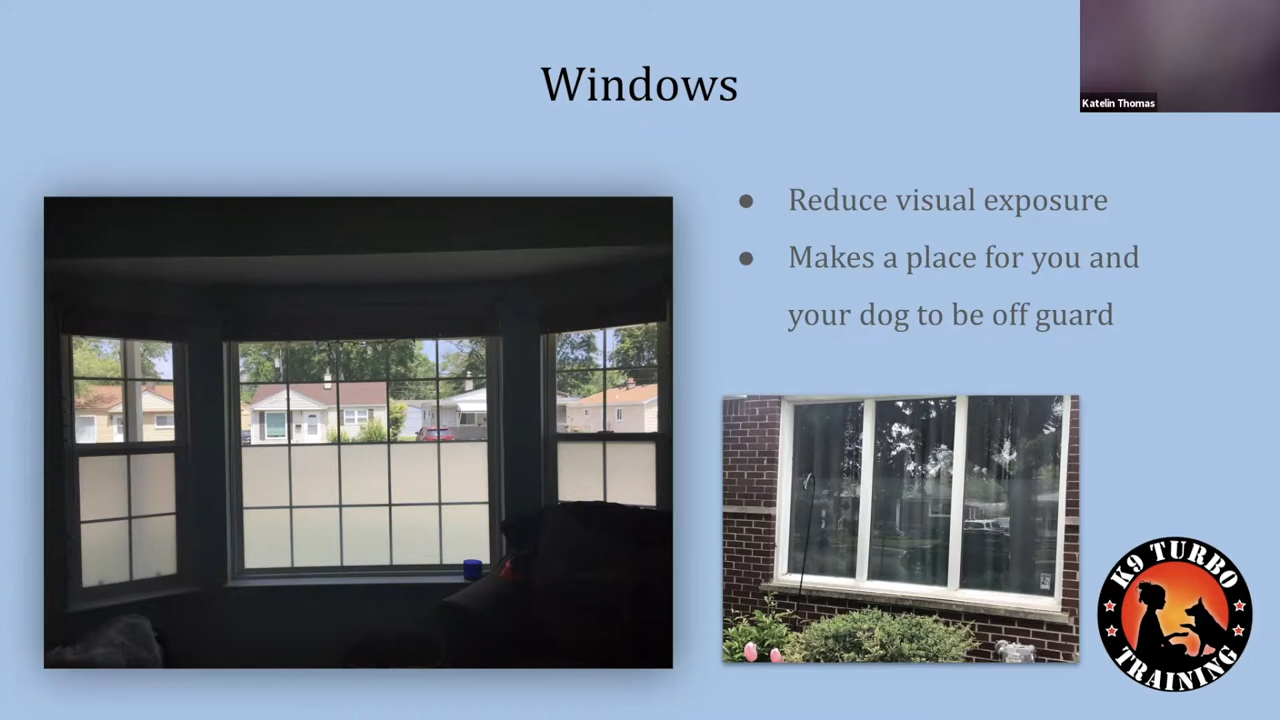 Windows
Katelin Thomas
● Reduce visual exposure
● Makes a place for you and
your dog to be off guard
K9 TURBO
TRAINING